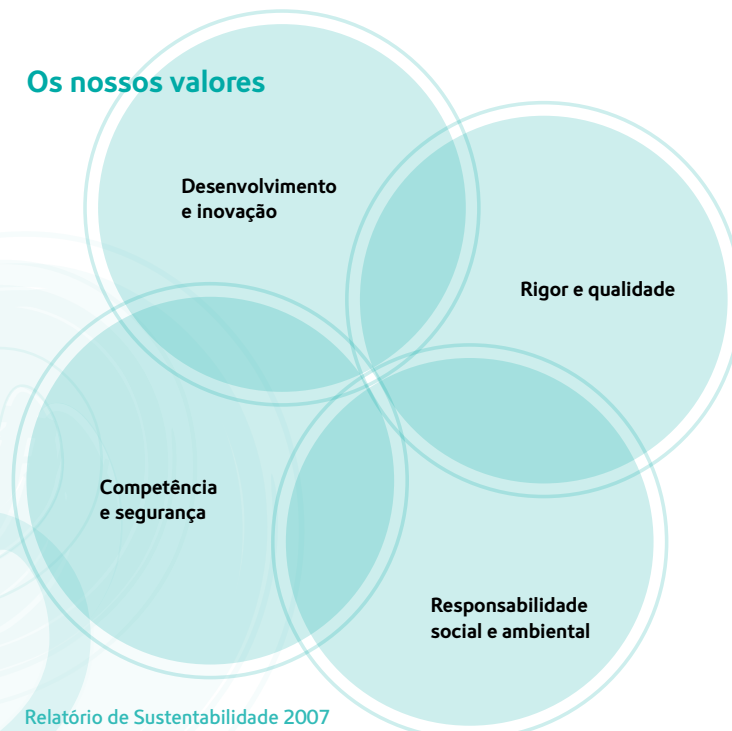 Os nossos valores
Desenvolvimento
e inovação
Rigor e qualidade
Competência
e segurança
Responsabilidade
social e ambiental
Relatório de Sustentabilidade 2007